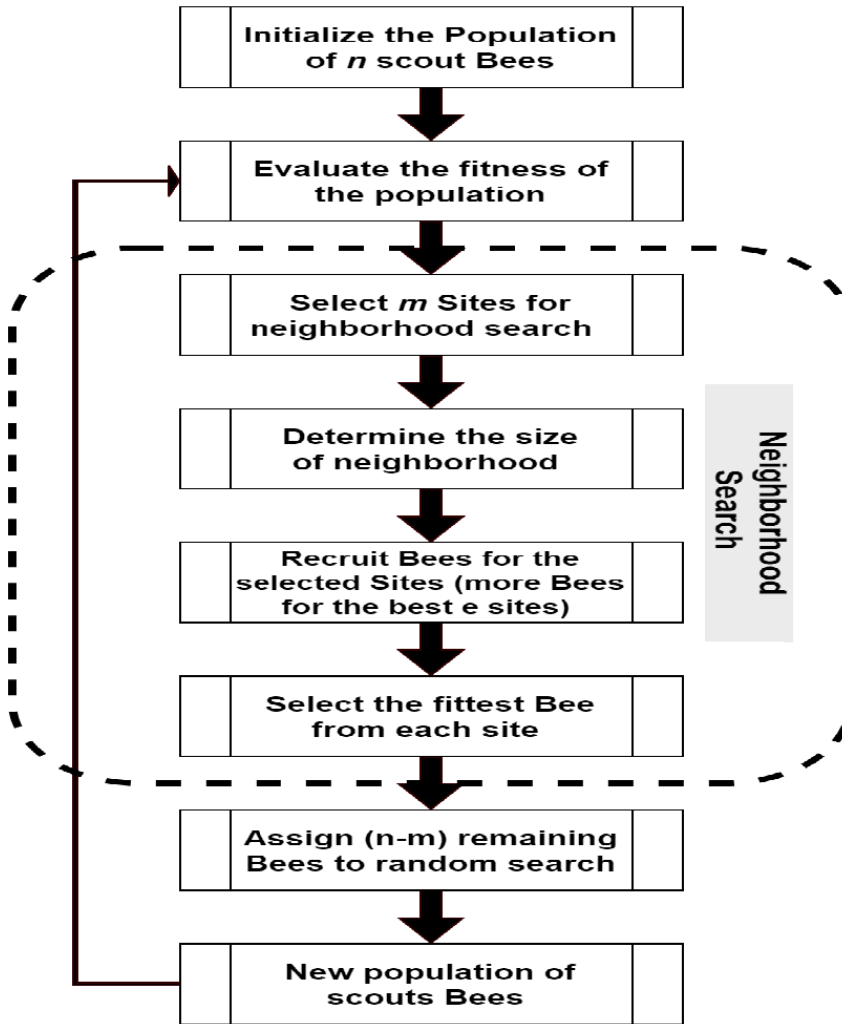 Initialize the Population
of n scout Bees
Evaluate the fitness of
the population
Select m Sites for
neighborhood search
Determine the size
of neighborhood
Recruit Bees for the
selected Sites (more Bees
for the best e sites)
Select the fittest Bee
from each site
Neighborhood
Search
Assign (n-m) remaining
Bees to random search
New population of
scouts Bees